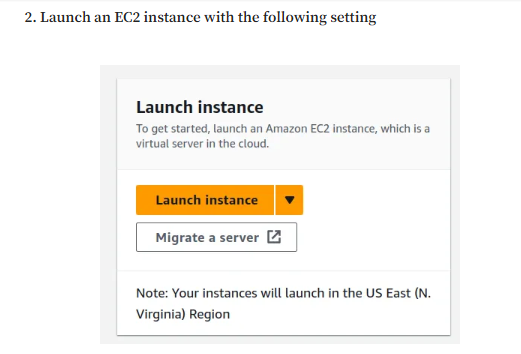 2. Launch an EC2 instance with the following setting
Launch instance
To get started, launch an Amazon EC2 instance, which is a
virtual server in the cloud.
Launch instance
Migrate a server
Note: Your instances will launch in the US East (N.
Virginia) Region